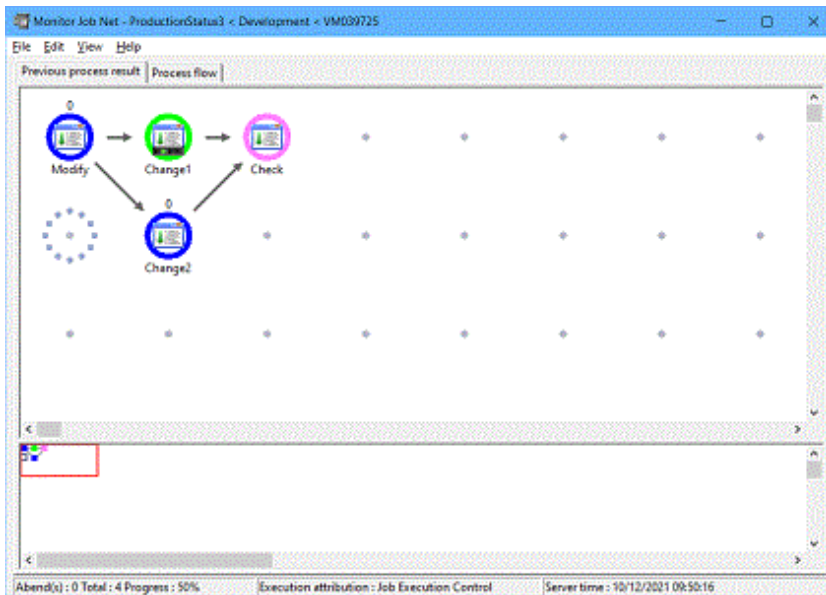 Monitor Job Net - ProductionStatus3 < Development < VM039725
File Edit View Help
Previous process result Process flow
0
Modify Change1 Check
0
Change2
Abend(s) : 0 Total : 4 Progress : 50% Execution attribution : Job Execution Control Server time : 10/12/2021 09:50:16